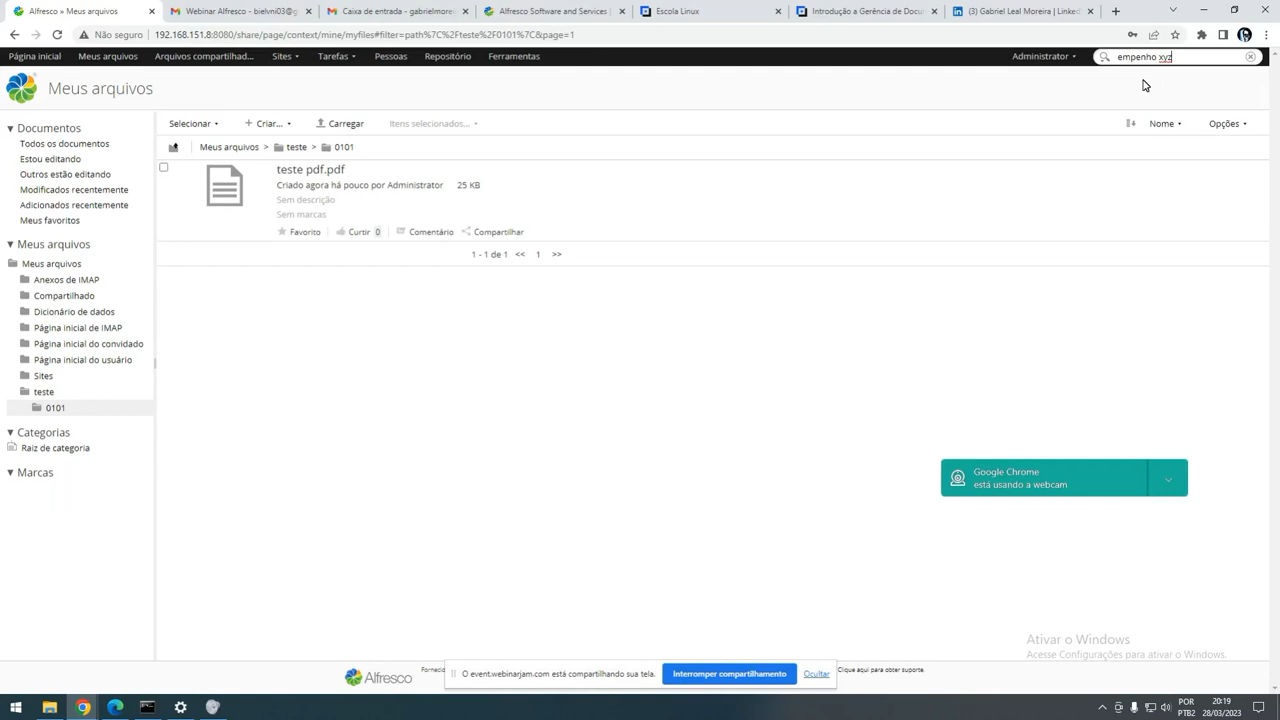 Alfresco » Meus arquivos
Webinar Alfresco - bielvni03@g
Caixa de entrada - gabrielmore
Alfresco Software and Services |
Escola Linux
Introdução a Gerência de Docu
(3) Gabriel Leal Moreira | Linked
Não seguro
192.168.151.8:8080/share/page/context/mine/myfiles#filter=path%7C%2Fteste%2F0101%7C&page=1
Página inicial
Meus arquivos
Arquivos compartilhad...
Sites
Tarefas
Pessoas
Repositório
Ferramentas
Administrator
empenho xyz
Meus arquivos
Documentos
Todos os documentos
Estou editando
Outros estão editando
Modificados recentemente
Adicionados recentemente
Meus favoritos
Meus arquivos
Meus arquivos
Anexos de IMAP
Compartilhado
Dicionário de dados
Página inicial de IMAP
Página inicial do convidado
Página inicial do usuário
Sites
teste
0101
Categorias
Raiz de categoria
Marcas
Selecionar
+ Criar...
Carregar
Itens selecionados...
Nome
Opções
Meus arquivos > teste > 0101
teste pdf.pdf
Criado agora há pouco por Administrator 25 KB
Sem descrição
Sem marcas
Favorito Curtir 0 Comentário Compartilhar
1 - 1 de 1 << 1 >>
Google Chrome
está usando a webcam
Ativar o Windows
Acesse Configurações para ativar o Windows.
Alfresco
Fornecid
O event.webinarjam.com está compartilhando sua tela.
Interromper compartilhamento
Ocultar
Clique aqui para obter suporte.
POR
PTB2
20:19
28/03/2023